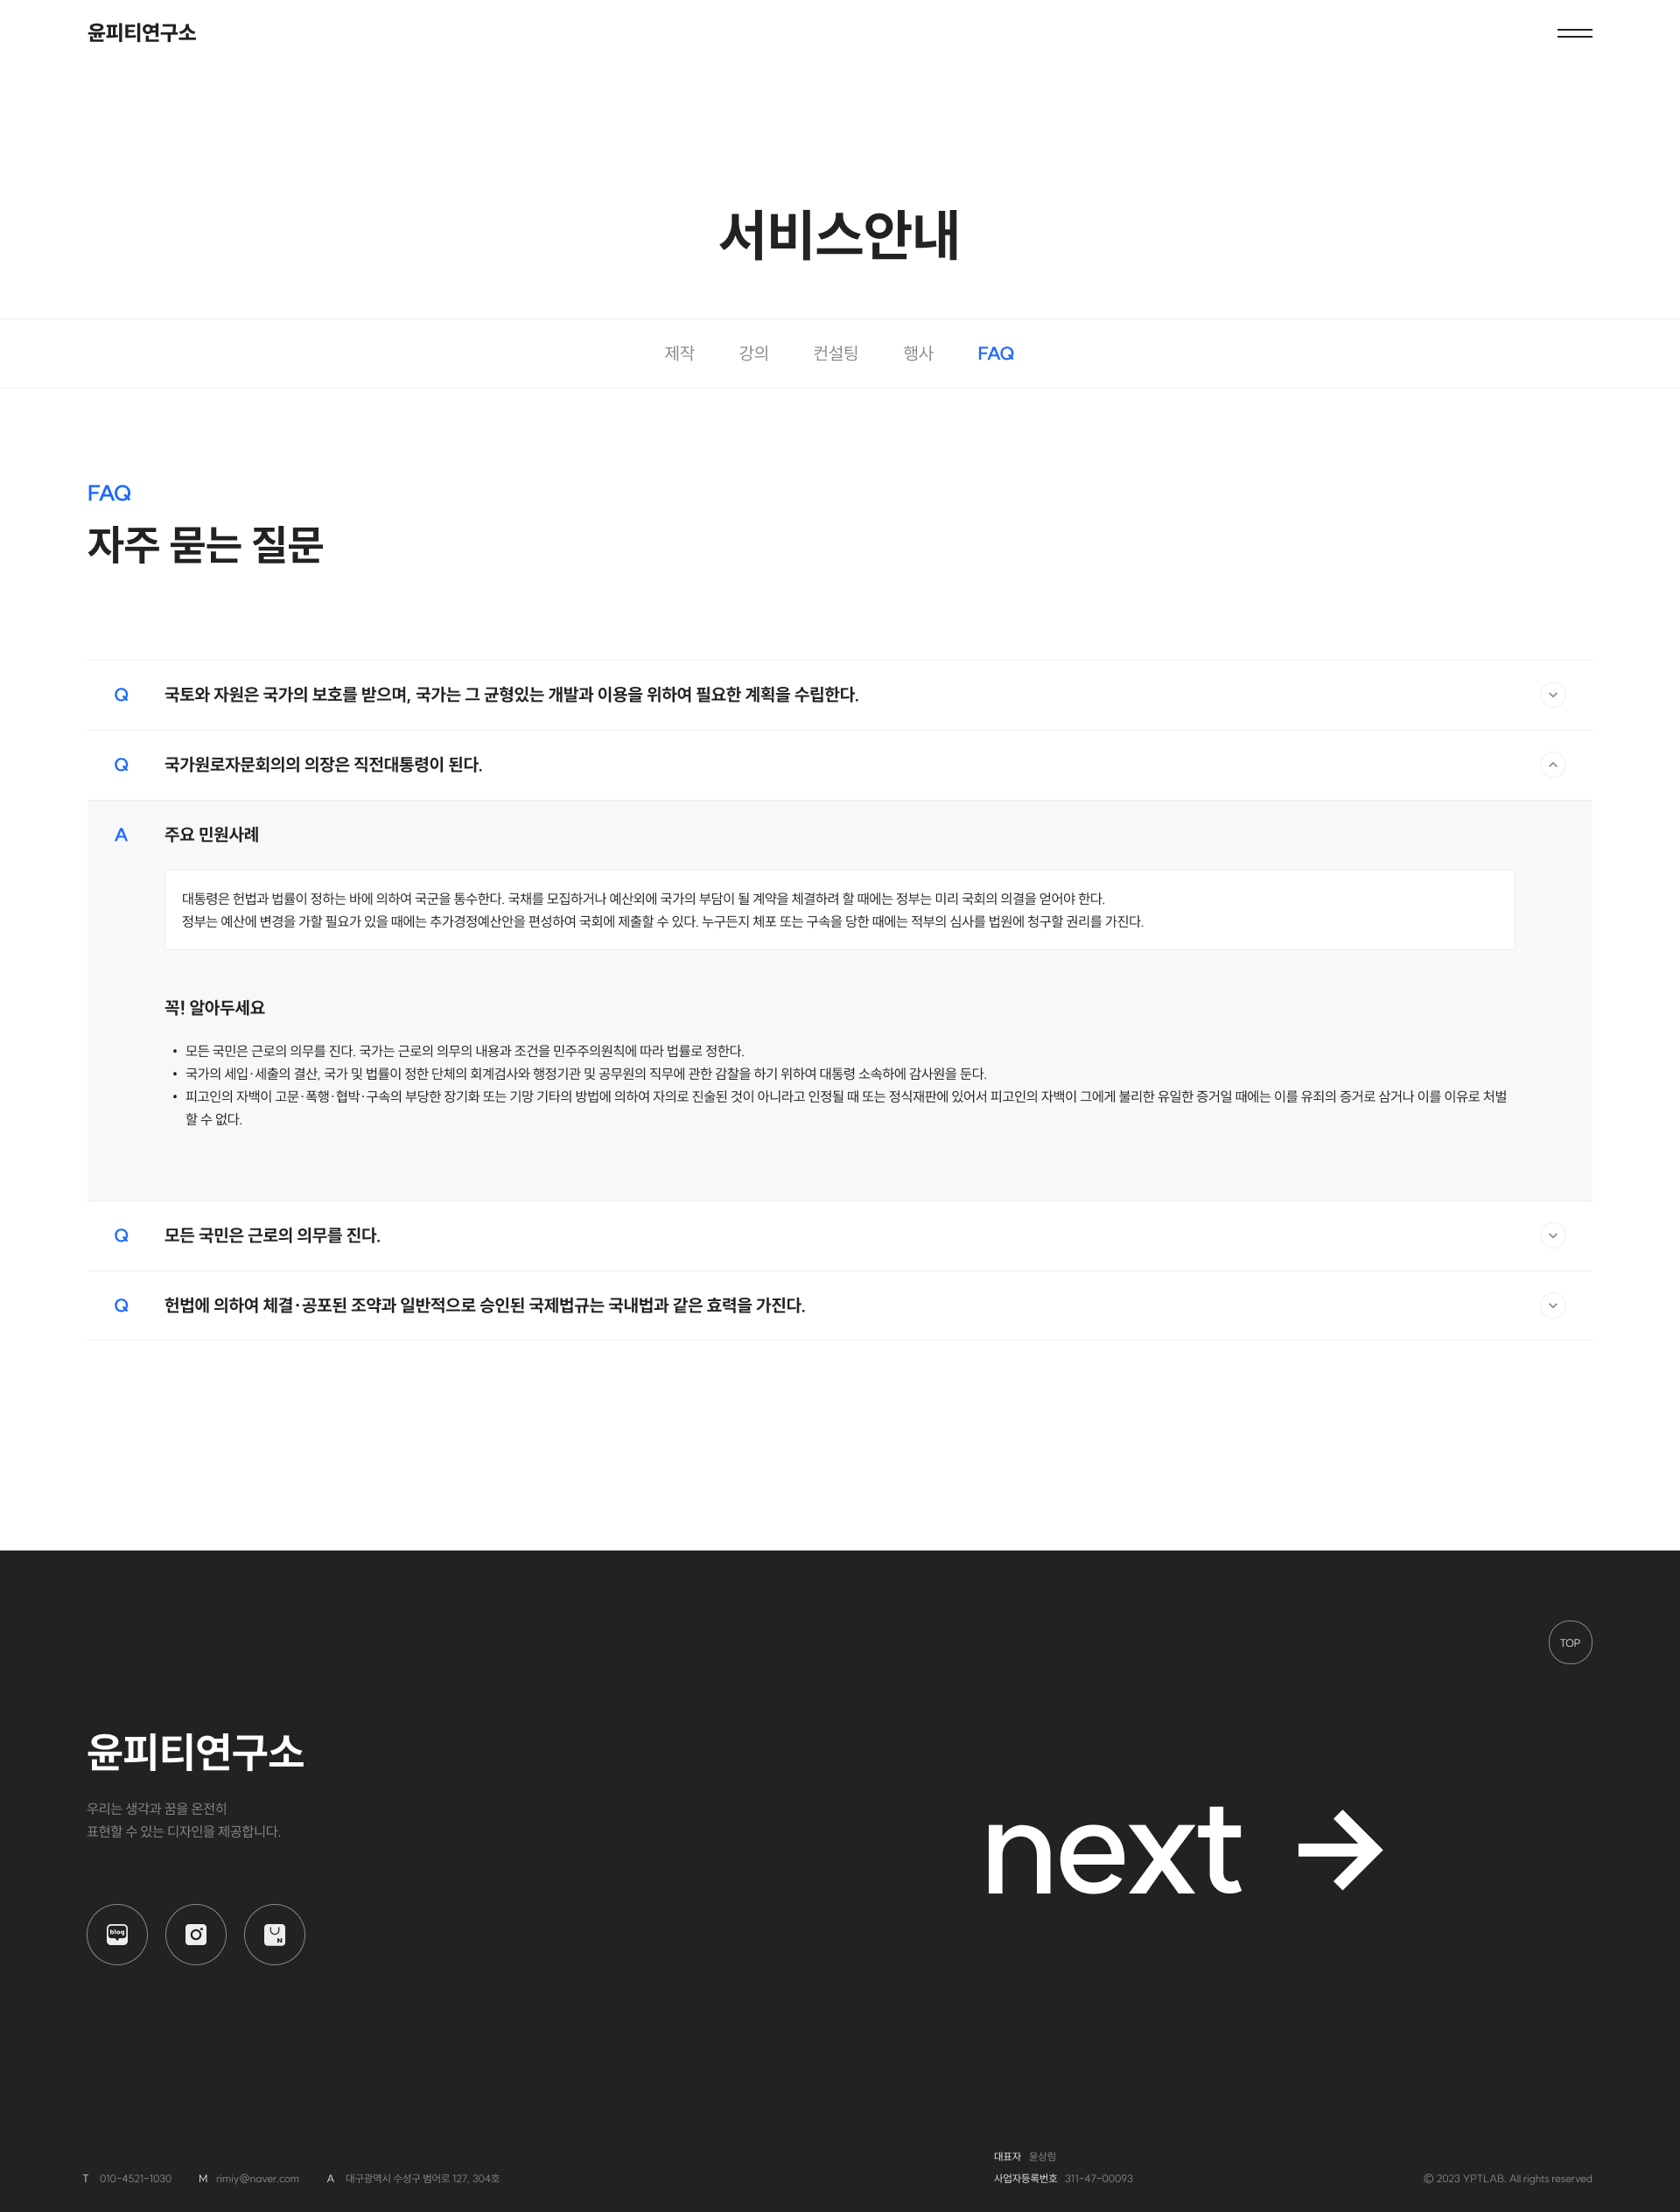 윤피티연구소
서비스안내
제작 강의 컨설팅 행사 FAQ
FAQ
자주 묻는 질문
Q 국토와 자원은 국가의 보호를 받으며, 국가는 그 균형있는 개발과 이용을 위하여 필요한 계획을 수립한다.
Q 국가원로자문회의의 의장은 직전대통령이 된다.
A 주요 민원사례
대통령은 헌법과 법률이 정하는 바에 의하여 국군을 통수한다. 국채를 모집하거나 예산외에 국가의 부담이 될 계약을 체결하려 할 때에는 정부는 미리 국회의 의결을 얻어야 한다.
정부는 예산에 변경을 가할 필요가 있을 때에는 추가경정예산안을 편성하여 국회에 제출할 수 있다. 누구든지 체포 또는 구속을 당한 때에는 적부의 심사를 법원에 청구할 권리를 가진다.
꼭! 알아두세요
• 모든 국민은 근로의 의무를 진다. 국가는 근로의 의무의 내용과 조건을 민주주의원칙에 따라 법률로 정한다.
• 국가의 세입·세출의 결산, 국가 및 법률이 정한 단체의 회계검사와 행정기관 및 공무원의 직무에 관한 감찰을 하기 위하여 대통령 소속하에 감사원을 둔다.
• 피고인의 자백이 고문·폭행·협박·구속의 부당한 장기화 또는 기망 기타의 방법에 의하여 자의로 진술된 것이 아니라고 인정될 때 또는 정식재판에 있어서 피고인의 자백이 그에게 불리한 유일한 증거일 때에는 이를 유죄의 증거로 삼거나 이를 이유로 처벌
할 수 없다.
Q 모든 국민은 근로의 의무를 진다.
Q 헌법에 의하여 체결·공포된 조약과 일반적으로 승인된 국제법규는 국내법과 같은 효력을 가진다.
TOP
윤피티연구소
우리는 생각과 꿈을 온전히
표현할 수 있는 디자인을 제공합니다.
next
blog
N
대표자 윤상림
T 010-4521-1030 M rimiy@naver.com A 대구광역시 수성구 범어로 127, 304호
사업자등록번호 311-47-00093
© 2023 YPTLAB. All rights reserved